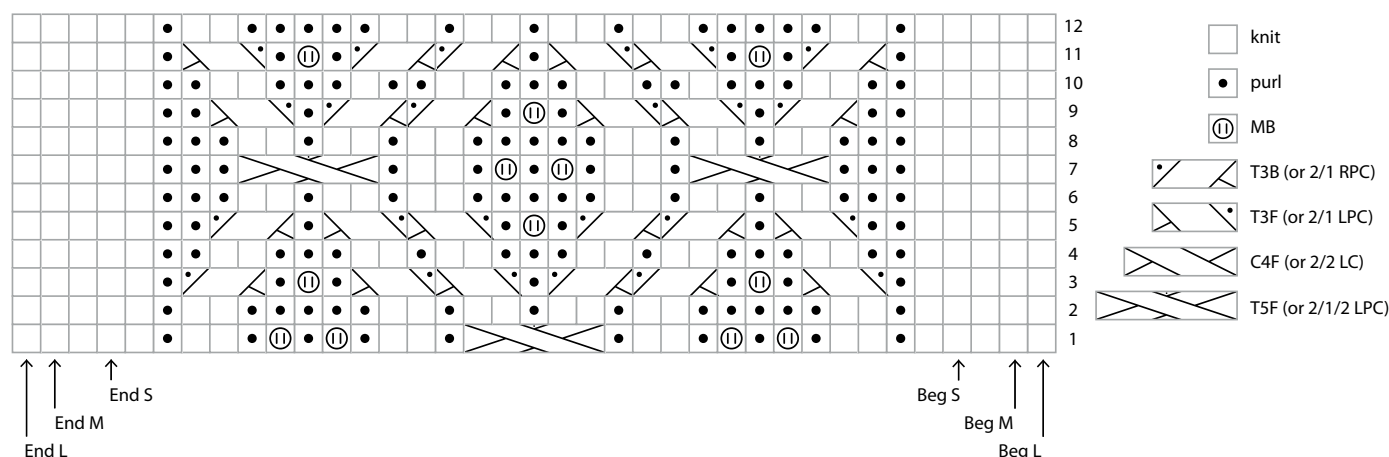 12
11
10
9
8
7
6
5
4
3
2
1
knit
purl
MB
T3B (or 2/1 RPC)
T3F (or 2/1 LPC)
C4F (or 2/2 LC)
T5F (or 2/1/2 LPC)
End S
End M
End L
Beg S
Beg M
Beg L